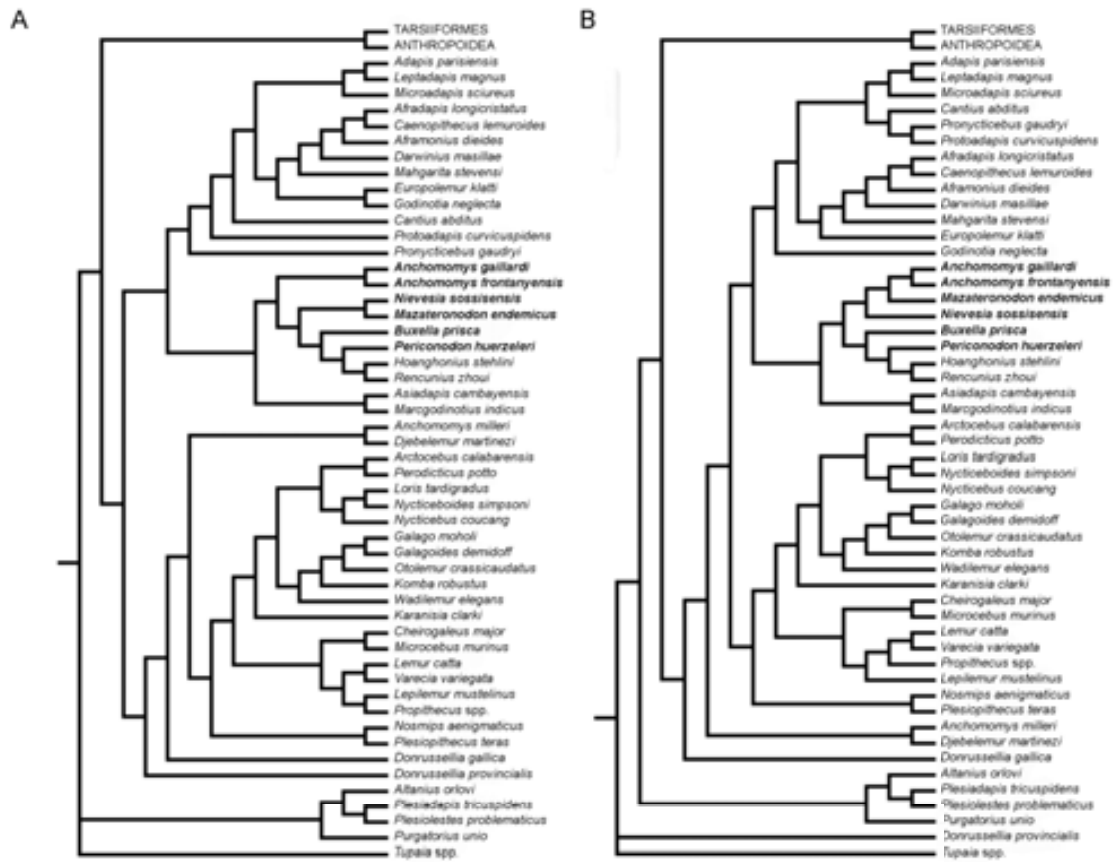 A
TARSIIFORMES
ANTHROPOIDEA
Adapis parisiensis
Leptadapis magnus
Microadapis sciureus
Afradapis longicristatus
Caenopithecus lemuroides
Aframonius dieides
Darwinius masillae
Mahgarita stevensi
Europolemur klatti
Godinotia neglecta
Cantius abditus
Protoadapis curvicuspidens
Pronycticebus gaudryi
Anchomomys gaillardi
Anchomomys frontanyensis
Nievesia sossisensis
Mazateronodon endemicus
Buxella prisca
Periconodon huerzeleri
Hoanghonius stehlini
Rencunius zhoui
Asiadapis cambayensis
Marcgodinotius indicus
Anchomomys milleri
Djebelemur martinezi
Arctocebus calabarensis
Perodicticus potto
Loris tardigradus
Nycticeboides simpsoni
Nycticebus coucang
Galago moholi
Galagoides demidoff
Otolemur crassicaudatus
Komba robustus
Wadilemur elegans
Karanisia clarki
Cheirogaleus major
Microcebus murinus
Lemur catta
Varecia variegata
Lepilemur mustelinus
Propithecus spp.
Nosmips aenigmaticus
Plesiopithecus teras
Donrussellia gallica
Donrussellia provincialis
Altanius orlovi
Plesiadapis tricuspidens
Plesiolestes problematicus
Purgatorius unio
Tupaia spp.
B
TARSIIFORMES
ANTHROPOIDEA
Adapis parisiensis
Leptadapis magnus
Microadapis sciureus
Cantius abditus
Pronycticebus gaudryi
Protoadapis curvicuspidens
Afradapis longicristatus
Caenopithecus lemuroides
Aframonius dieides
Darwinius masillae
Mahgarita stevensi
Europolemur klatti
Godinotia neglecta
Anchomomys gaillardi
Anchomomys frontanyensis
Mazateronodon endemicus
Nievesia sossisensis
Buxella prisca
Periconodon huerzeleri
Hoanghonius stehlini
Rencunius zhoui
Asiadapis cambayensis
Marcgodinotius indicus
Arctocebus calabarensis
Perodicticus potto
Loris tardigradus
Nycticeboides simpsoni
Nycticebus coucang
Galago moholi
Galagoides demidoff
Otolemur crassicaudatus
Komba robustus
Wadilemur elegans
Karanisia clarki
Cheirogaleus major
Microcebus murinus
Lemur catta
Varecia variegata
Propithecus spp.
Lepilemur mustelinus
Nosmips aenigmaticus
Plesiopithecus teras
Anchomomys milleri
Djebelemur martinezi
Donrussellia gallica
Altanius orlovi
Plesiadapis tricuspidens
Plesiolestes problematicus
Purgatorius unio
Donrussellia provincialis
Tupaia spp.